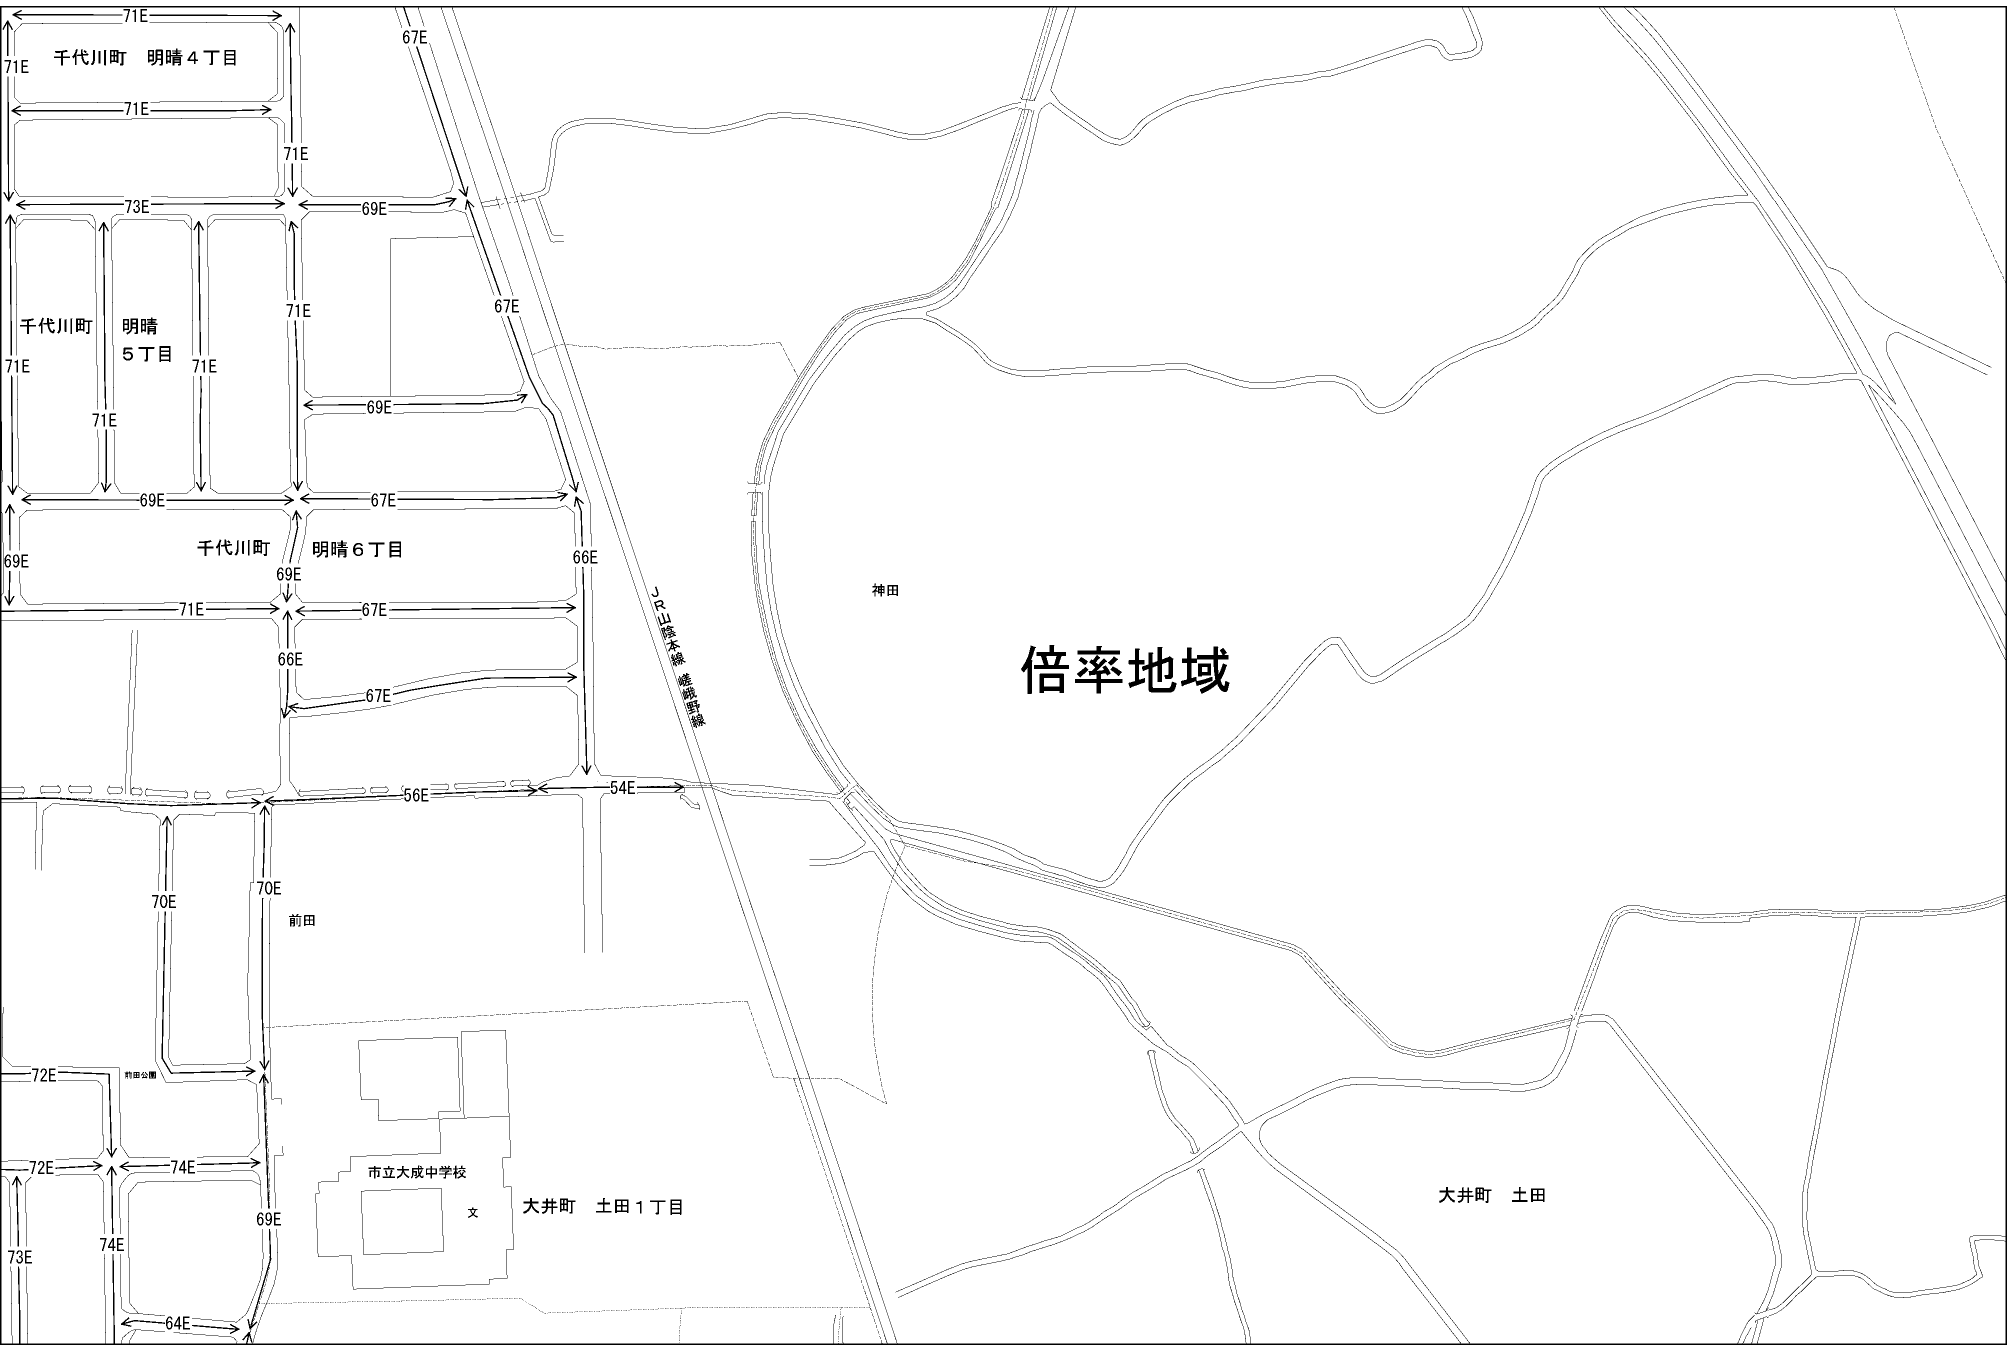 71E
67E
71E
千代川町　明晴４丁目
71E
71E
73E
69E
67E
71E
千代川町　明晴
５丁目
71E
71E
71E
69E
69E
67E
千代川町　明晴６丁目
66E
69E
69E
71E
67E
神田
JR山陰本線 嵯峨野線
倍率地域
66E
67E
56E
54E
70E
70E
前田
72E
前田公園
72E
74E
市立大成中学校
文
大井町　土田１丁目
大井町　土田
69E
74E
73E
64E